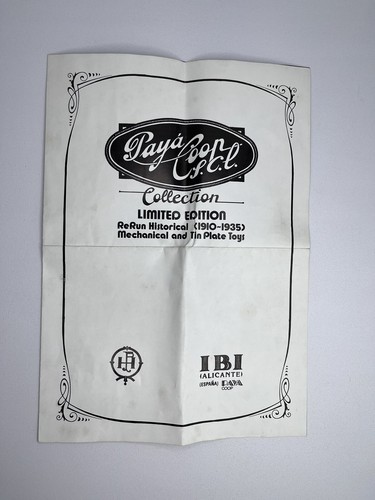 Payá Coop. S.C.L.
Collection
LIMITED EDITION
ReRun Historical (1910-1935)
Mechanical and Tin Plate Toys
IBI
(ALICANTE)
(ESPAÑA) PAYA
COOP